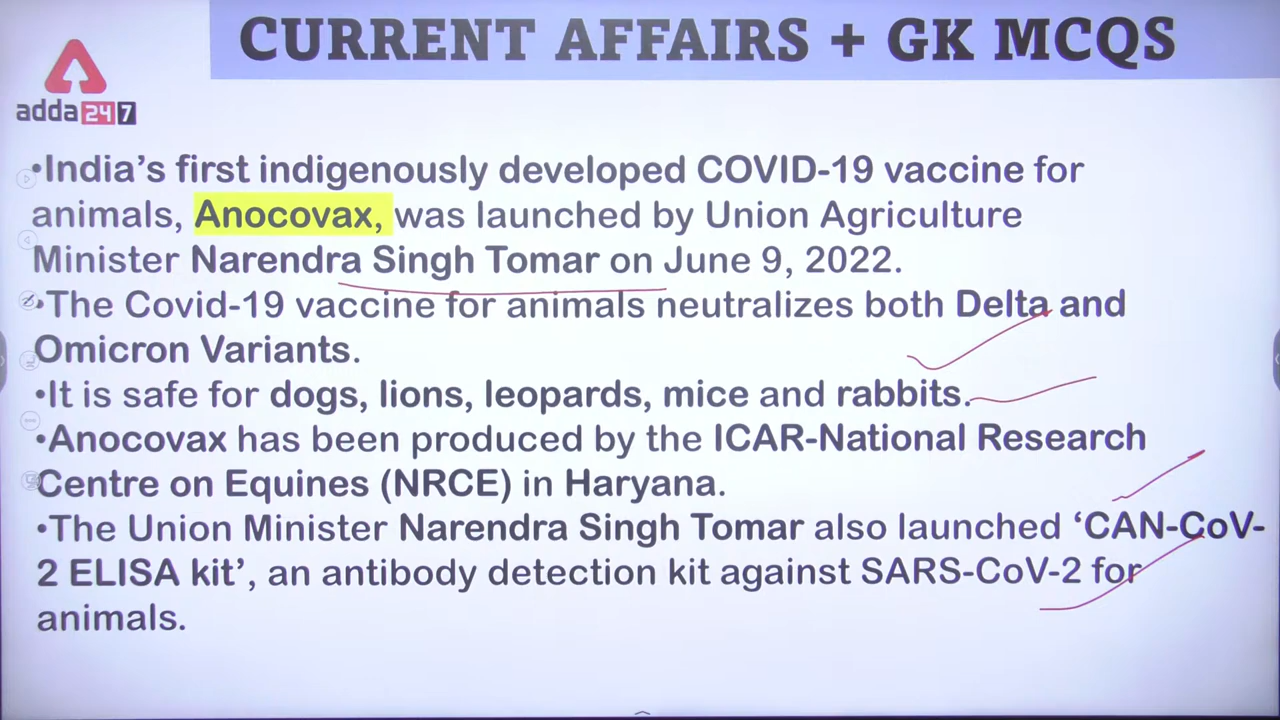 CURRENT AFFAIRS + GK MCQS
adda247
•India's first indigenously developed COVID-19 vaccine for
animals, Anocovax, was launched by Union Agriculture
Minister Narendra Singh Tomar on June 9, 2022.
•The Covid-19 vaccine for animals neutralizes both Delta and
Omicron Variants.
•It is safe for dogs, lions, leopards, mice and rabbits.
•Anocovax has been produced by the ICAR-National Research
Centre on Equines (NRCE) in Haryana.
•The Union Minister Narendra Singh Tomar also launched ‘CAN-CoV-
2 ELISA kit’, an antibody detection kit against SARS-CoV-2 for
animals.